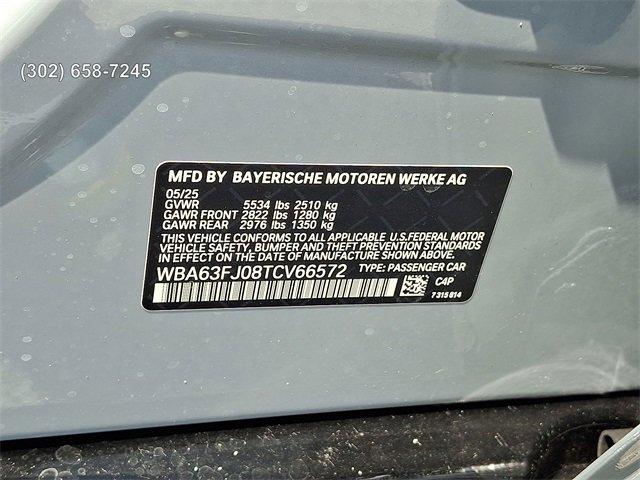 (302) 658-7245
MFD BY BAYERISCHE MOTOREN WERKE AG
05/25
GVWR 5534 lbs 2510 kg
GAWR FRONT 2822 lbs 1280 kg
GAWR REAR 2976 lbs 1350 kg
THIS VEHICLE CONFORMS TO ALL APPLICABLE U.S.FEDERAL MOTOR
VEHICLE SAFETY, BUMPER AND THEFT PREVENTION STANDARDS
IN EFFECT ON THE DATE OF MANUFACTURE SHOWN ABOVE.
WBA63FJ08TCV66572 TYPE: PASSENGER CAR
C4P
7315614